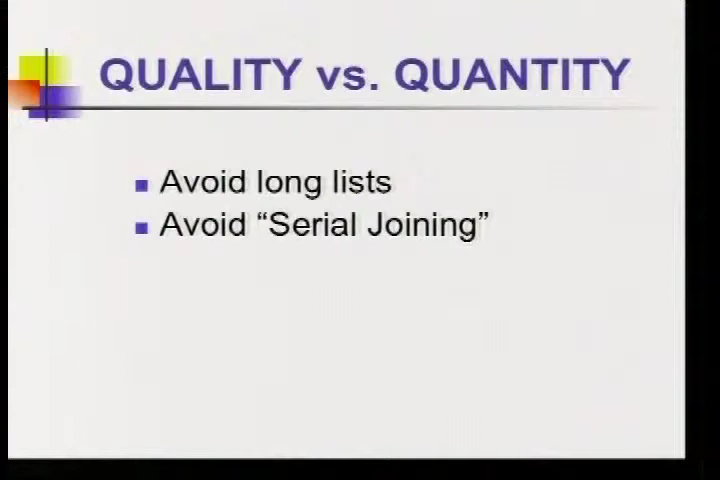 QUALITY vs. QUANTITY
Avoid long lists
Avoid “Serial Joining”